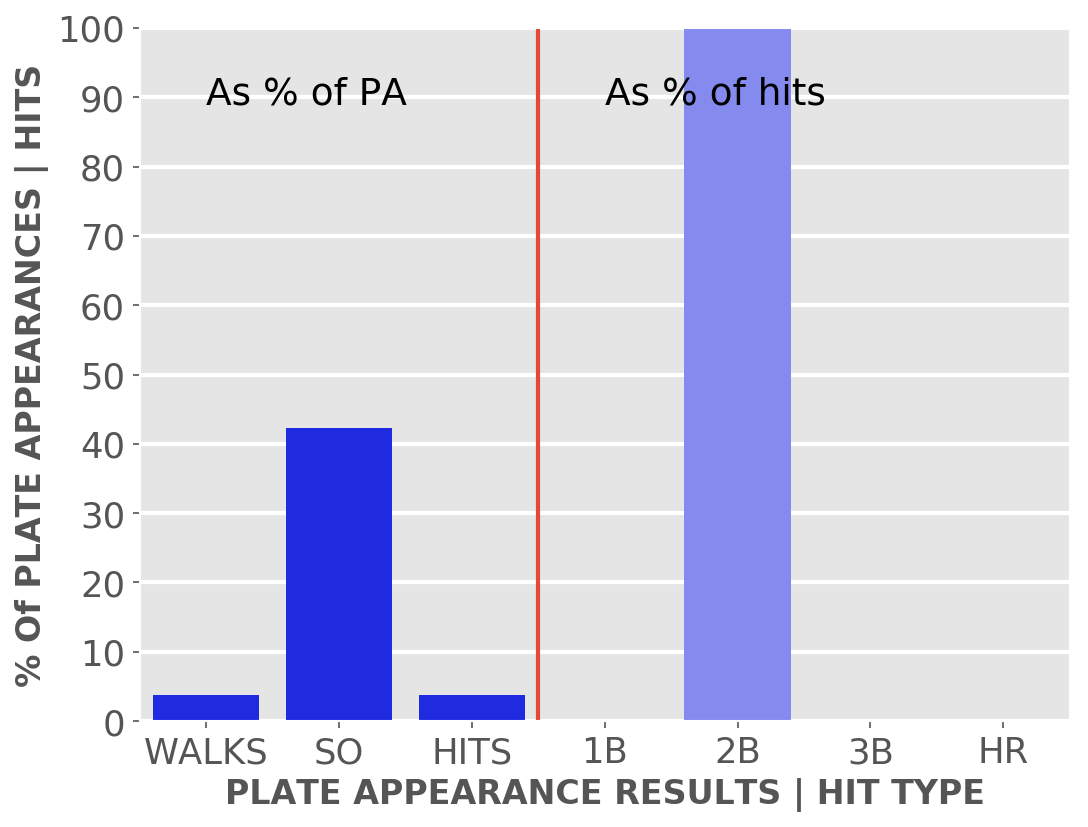 % Of PLATE APPEARANCES | HITS
100
90
80
70
60
50
40
30
20
10
0
As % of PA
As % of hits
WALKS SO HITS 1B 2B 3B HR
PLATE APPEARANCE RESULTS | HIT TYPE